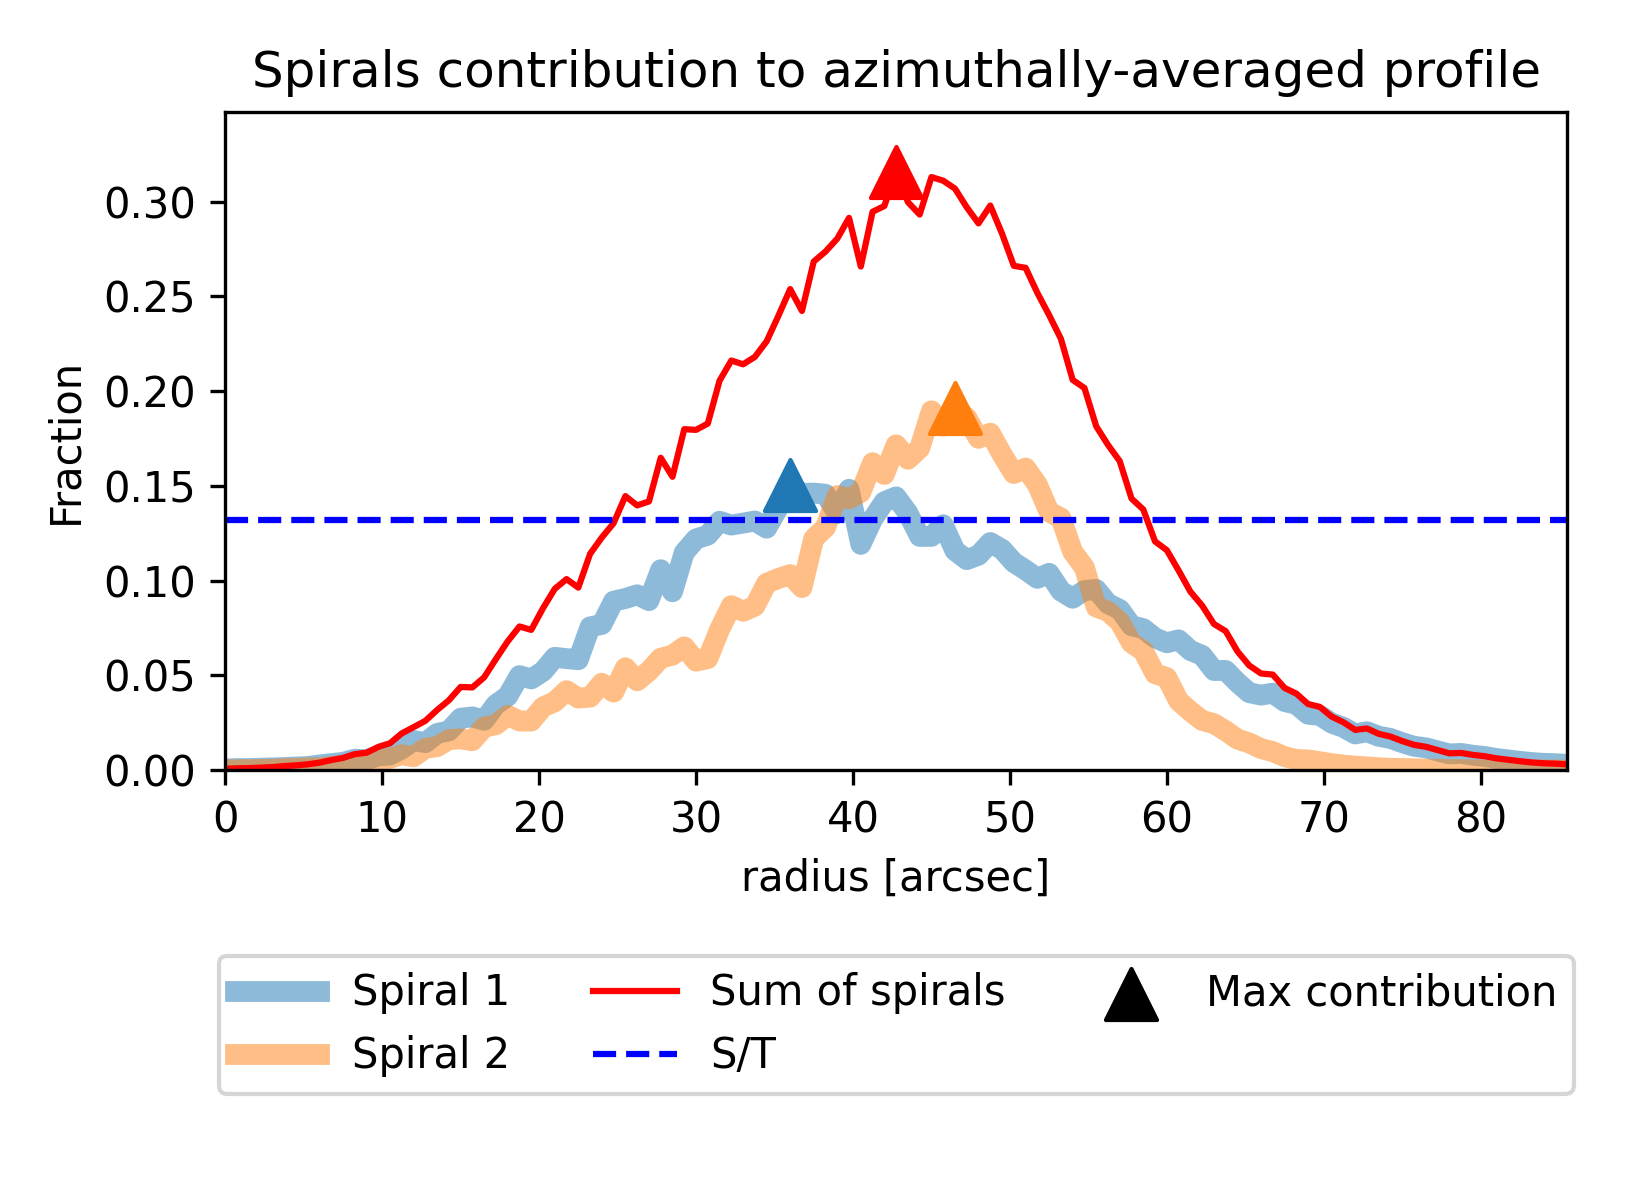 Spirals contribution to azimuthally-averaged profile
Fraction
0.30
0.25
0.20
0.15
0.10
0.05
0.00
0 10 20 30 40 50 60 70 80
radius [arcsec]
Spiral 1 Sum of spirals Max contribution
Spiral 2 S/T